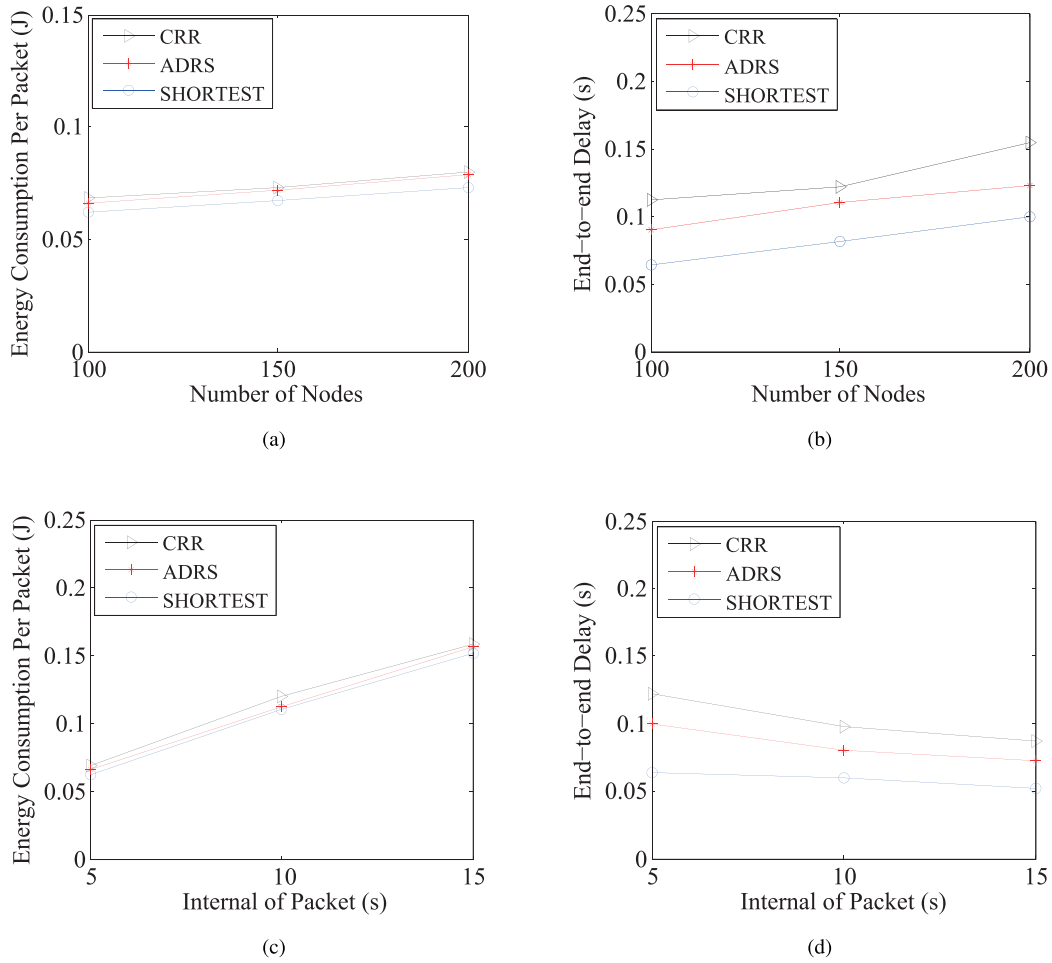 0.15
0.1
0.05
0
Energy Consumption Per Packet (J)
CRR
ADRS
SHORTEST
100
150
200
Number of Nodes
(a)
0.25
0.2
0.15
0.1
0.05
0
End−to−end Delay (s)
CRR
ADRS
SHORTEST
100
150
200
Number of Nodes
(b)
0.25
0.2
0.15
0.1
0.05
0
Energy Consumption Per Packet (J)
CRR
ADRS
SHORTEST
5
10
15
Internal of Packet (s)
(c)
0.25
0.2
0.15
0.1
0.05
0
End−to−end Delay (s)
CRR
ADRS
SHORTEST
5
10
15
Internal of Packet (s)
(d)